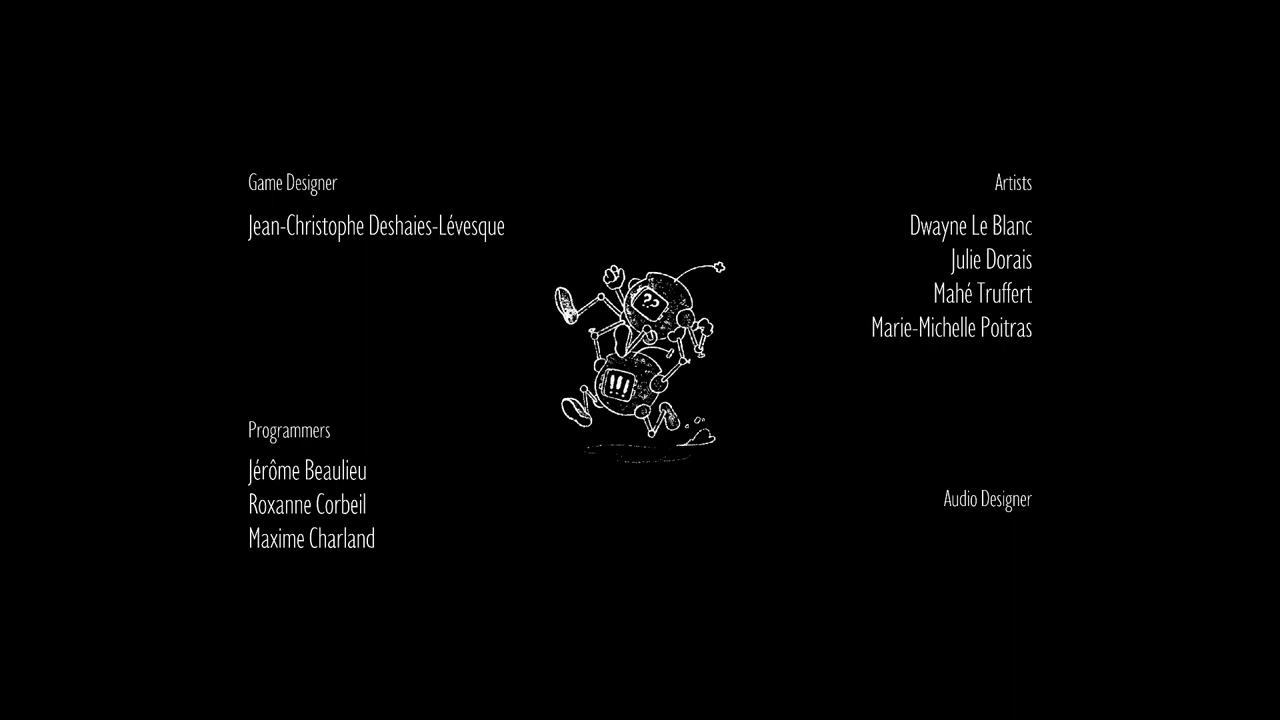 Game Designer
Jean-Christophe Deshaies-Lévesque
Programmers
Jérôme Beaulieu
Roxanne Corbeil
Maxime Charland
??
!!!
Artists
Dwayne Le Blanc
Julie Dorais
Mahé Truffert
Marie-Michelle Poitras
Audio Designer